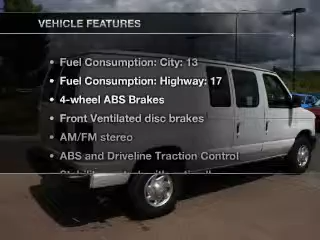 VEHICLE FEATURES
• Fuel Consumption: City: 13
• Fuel Consumption: Highway: 17
• 4-wheel ABS Brakes
• Front Ventilated disc brakes
• AM/FM stereo
• ABS and Driveline Traction Control